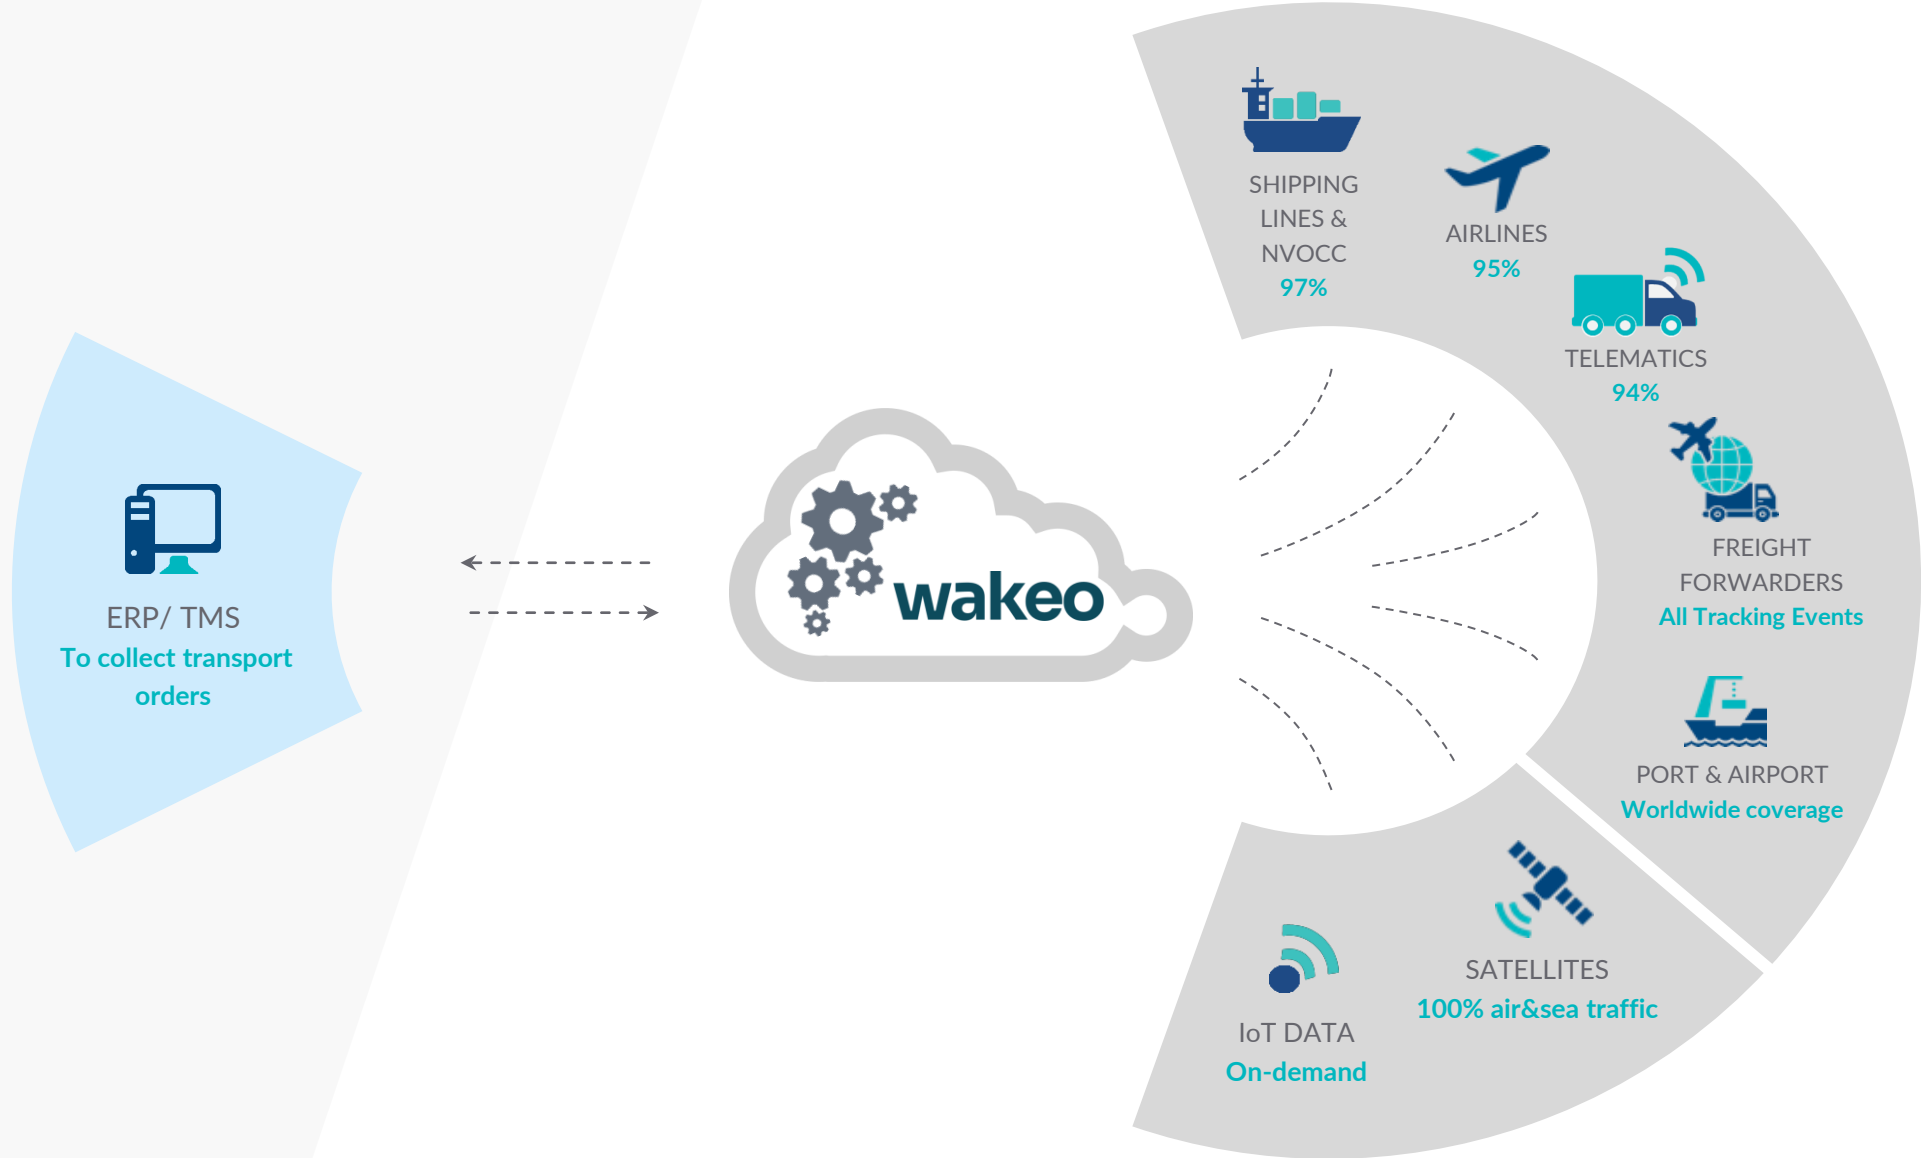 ERP/ TMS
To collect transport
orders
wakeo
SHIPPING
LINES &
NVOCC
97%
AIRLINES
95%
TELEMATICS
94%
FREIGHT
FORWARDERS
All Tracking Events
PORT & AIRPORT
Worldwide coverage
SATELLITES
100% air&sea traffic
IoT DATA
On-demand